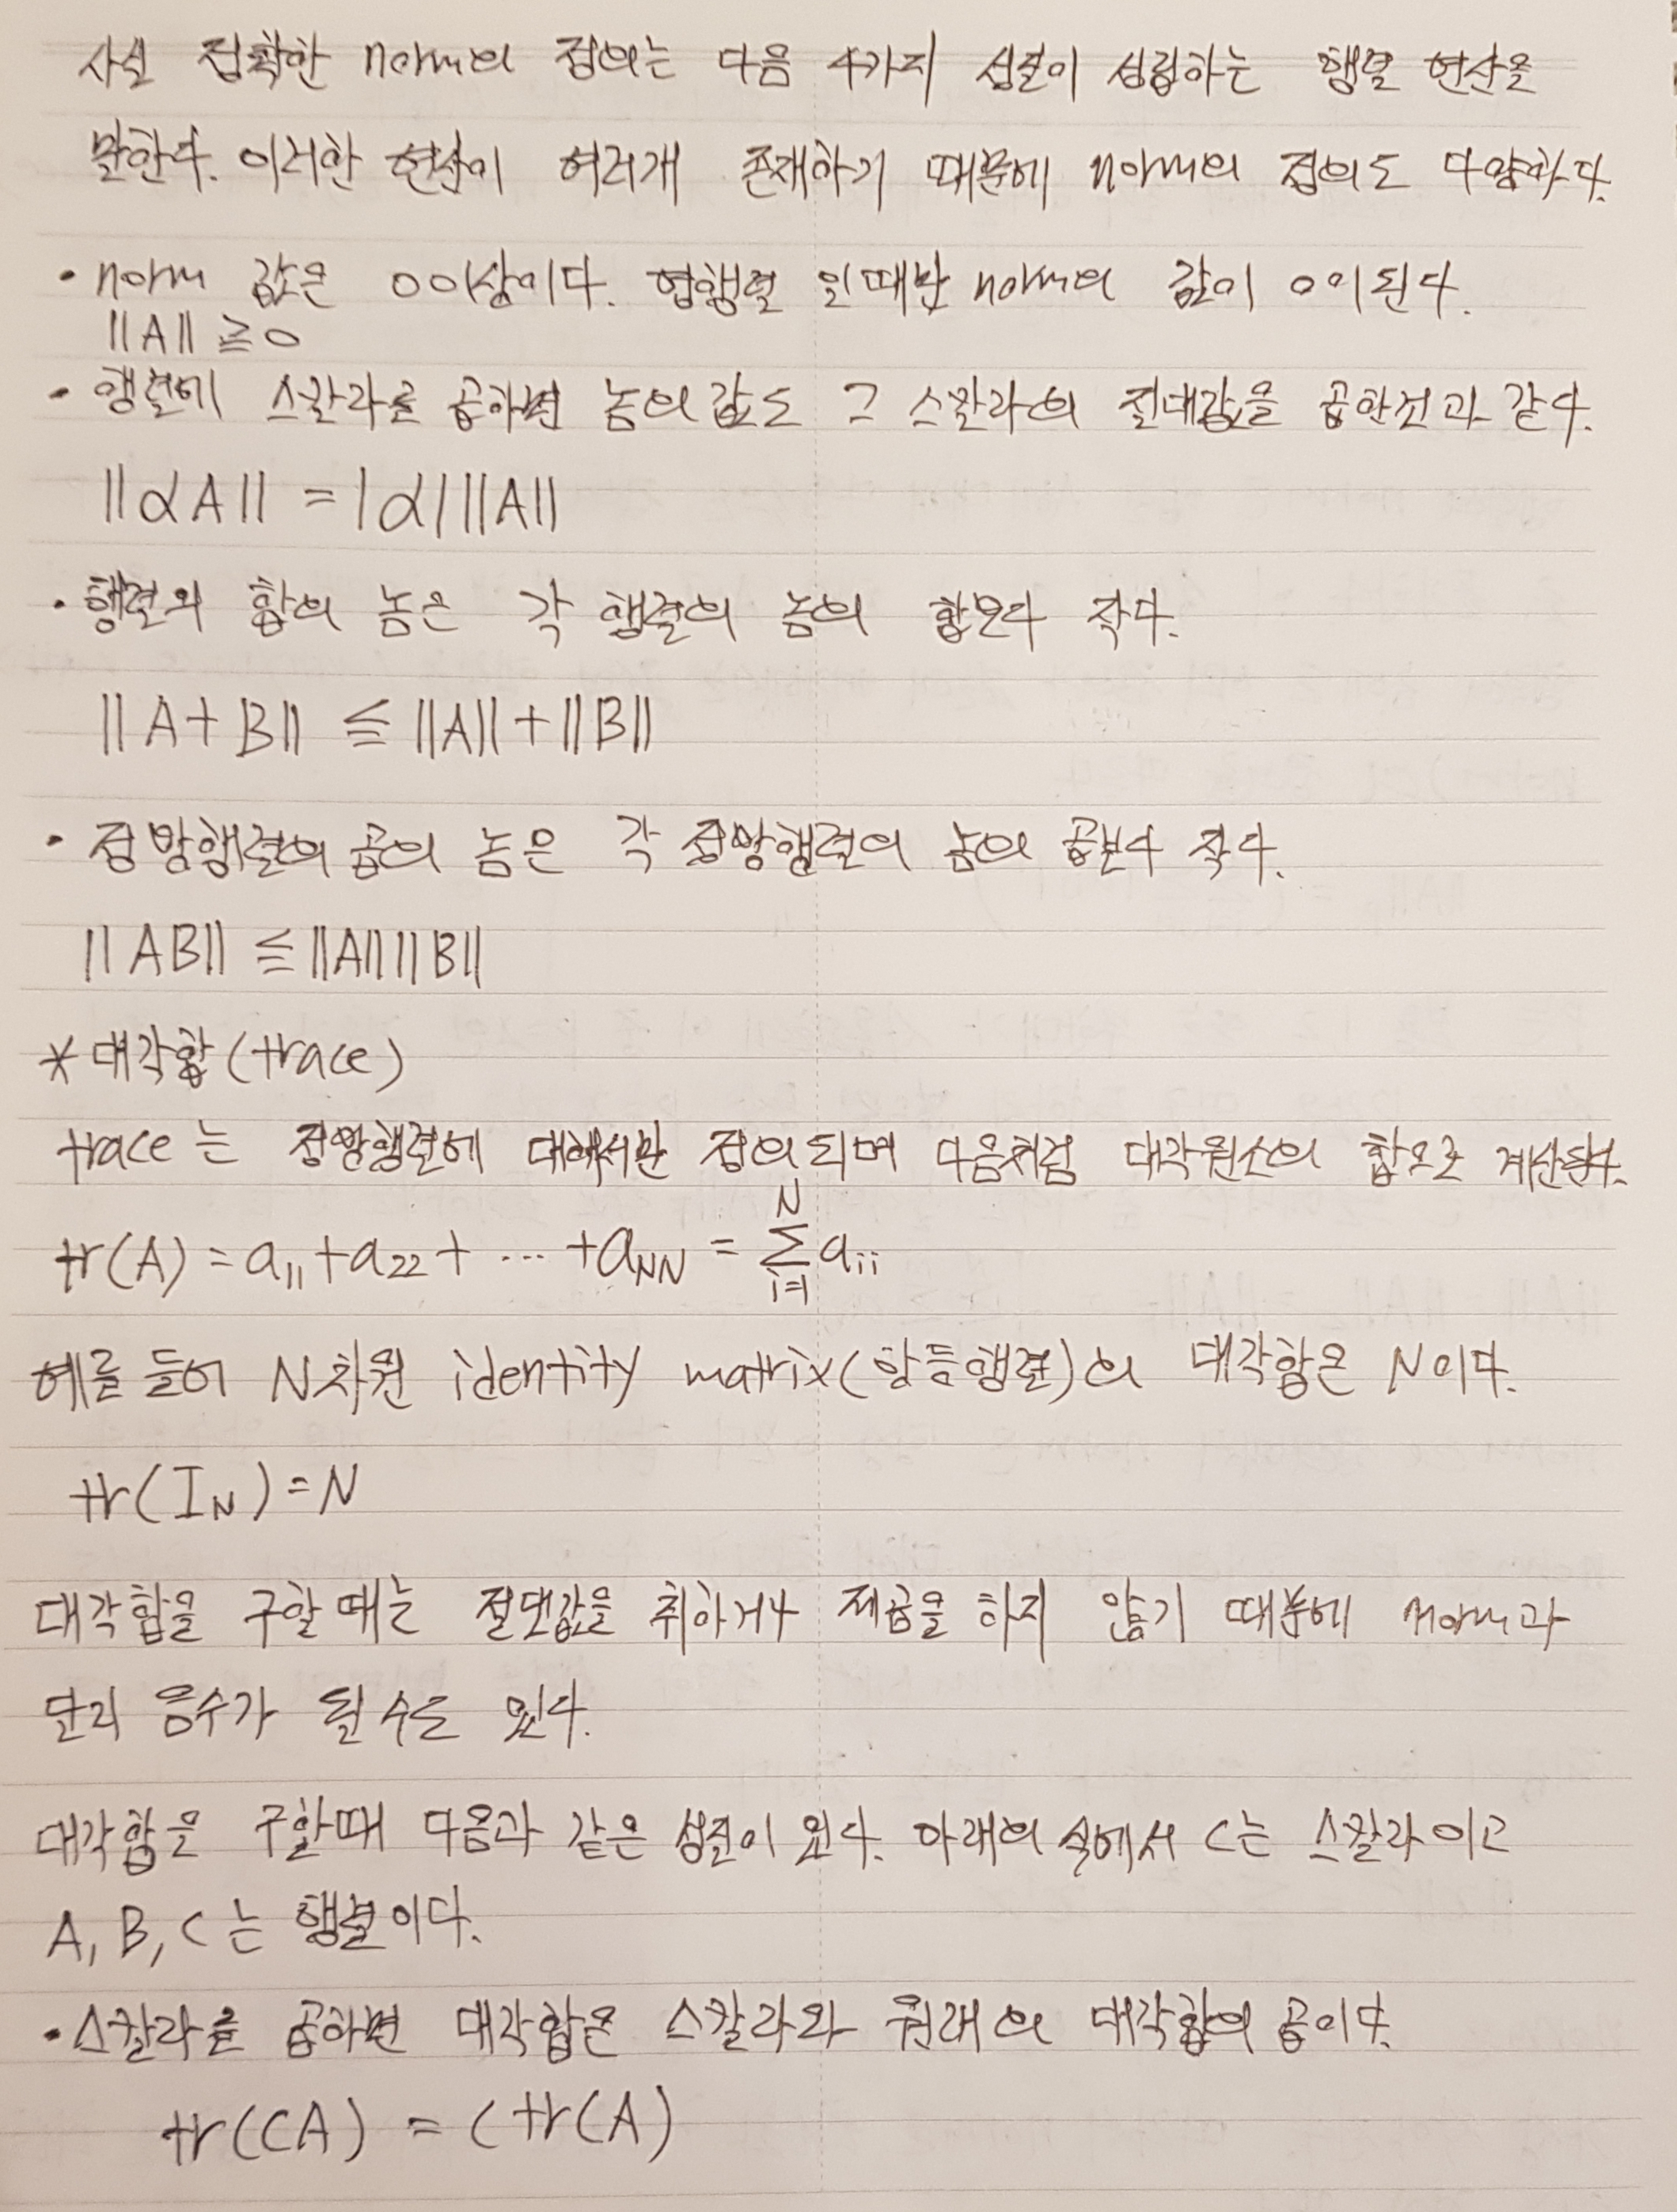 사실 정확한 norm의 정의는 다음 4가지 성질이 성립하는 행렬 연산을
말한다. 이러한 연산이 여러개 존재하기 때문에 norm의 정의도 다양하다.
• norm 값은 0이상이다. 영행렬 일때만 norm의 값이 0이된다.
||A|| ≧ 0
• 행렬에 스칼라를 곱하면 놈의 값도 그 스칼라의 절대값을 곱한것과 같다.
||αA|| = |α| ||A||
• 행렬의 합의 놈은 각 행렬의 놈의 합보다 작다.
||A+B|| ≦ ||A||+||B||
• 정방행렬의 곱의 놈은 각 정방행렬의 놈의 곱보다 작다.
||AB|| ≦ ||A|| ||B||
* 대각합(trace)
trace는 정방행렬에 대해서만 정의되며 다음처럼 대각원소의 합으로 계산된다.
tr(A) = a₁₁+a₂₂+ ··· +a_NN = Σ_{i=1}^{N} a_ii
예를 들어 N차원 identity matrix(항등행렬)의 대각합은 N이다.
tr(I_N) = N
대각합을 구할 때는 절댓값을 취하거나 제곱을 하지 않기 때문에 norm과
달리 음수가 될 수도 있다.
대각합을 구할때 다음과 같은 성질이 있다. 아래의 식에서 c는 스칼라이고
A, B, C는 행렬이다.
• 스칼라를 곱하면 대각합은 스칼라와 원래의 대각합의 곱이다.
tr(cA) = c tr(A)